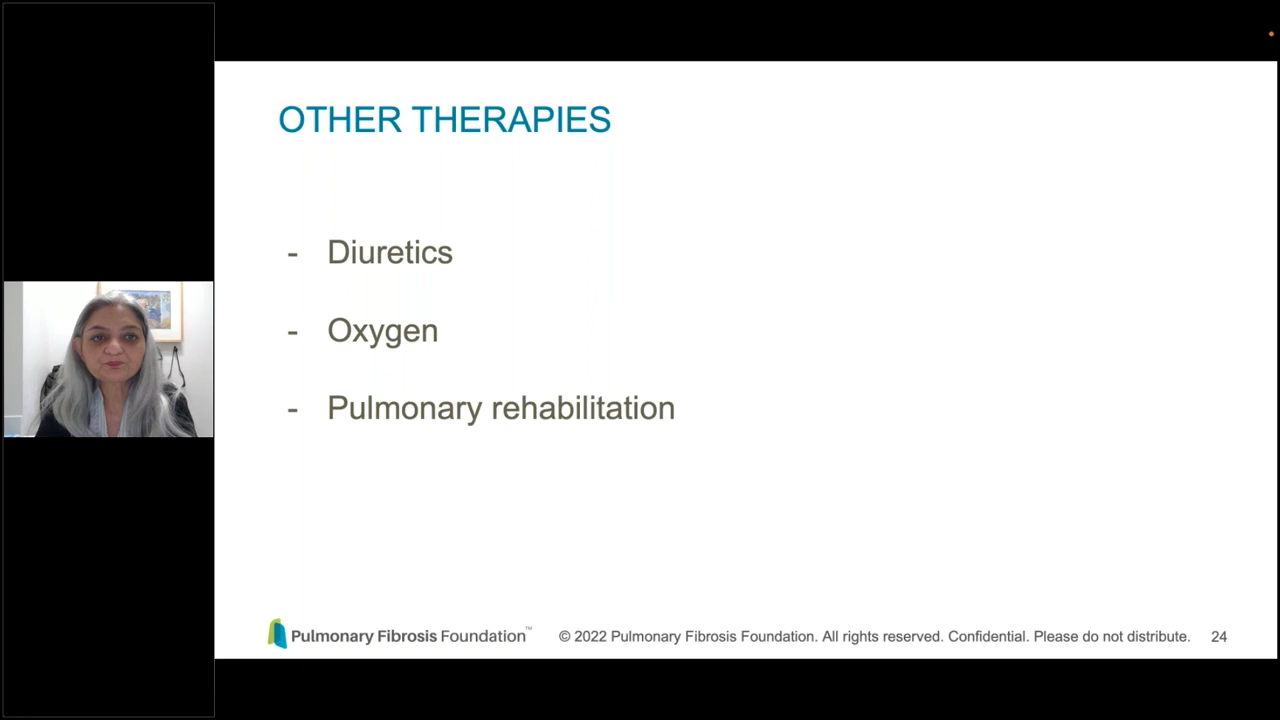 OTHER THERAPIES
- Diuretics
- Oxygen
- Pulmonary rehabilitation
Pulmonary Fibrosis Foundation™ © 2022 Pulmonary Fibrosis Foundation. All rights reserved. Confidential. Please do not distribute. 24